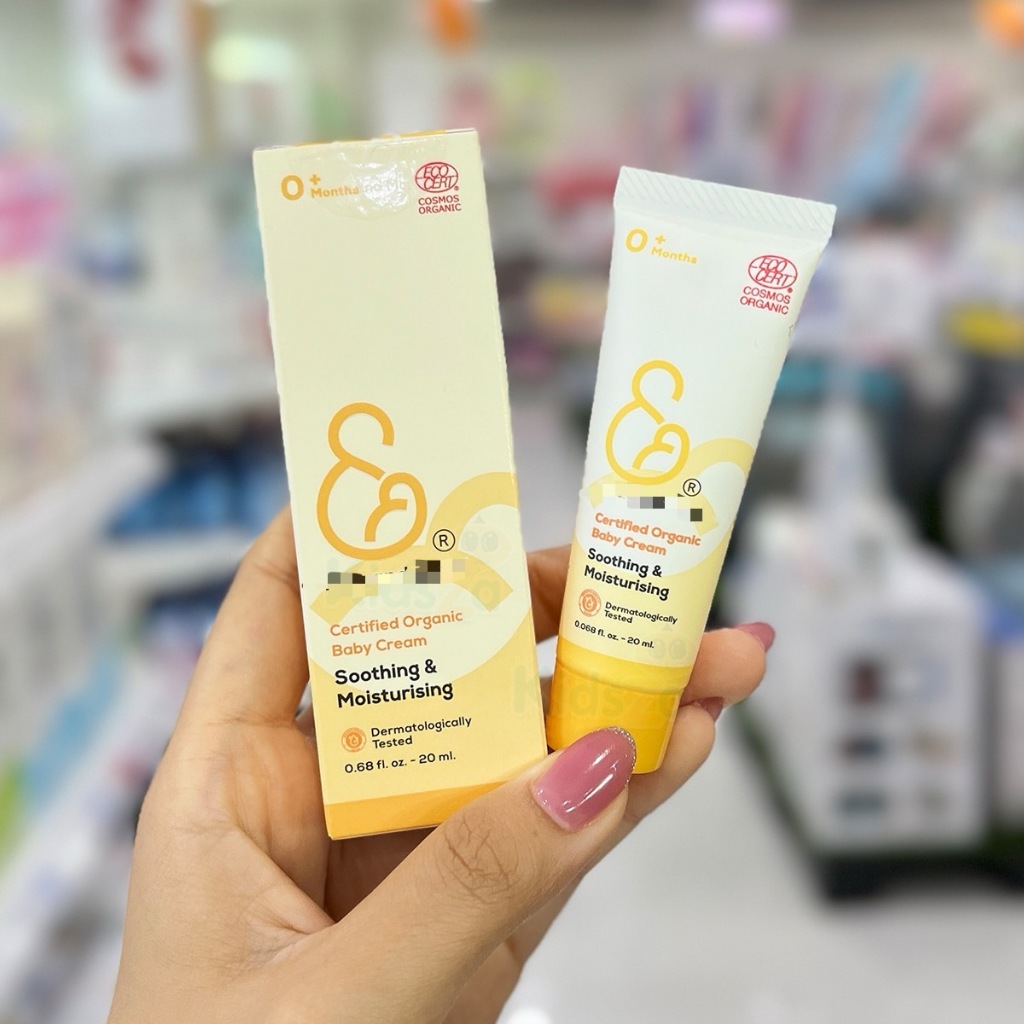 0+ Months
ECO
CERT®
COSMOS
ORGANIC
®
Certified Organic
Baby Cream
Soothing &
Moisturising
Dermatologically
Tested
0.68 fl. oz. - 20 ml.
0+ Months
ECO
CERT®
COSMOS
ORGANIC
®
Certified Organic
Baby Cream
Soothing &
Moisturising
Dermatologically
Tested
0.068 fl. oz. - 20 ml.